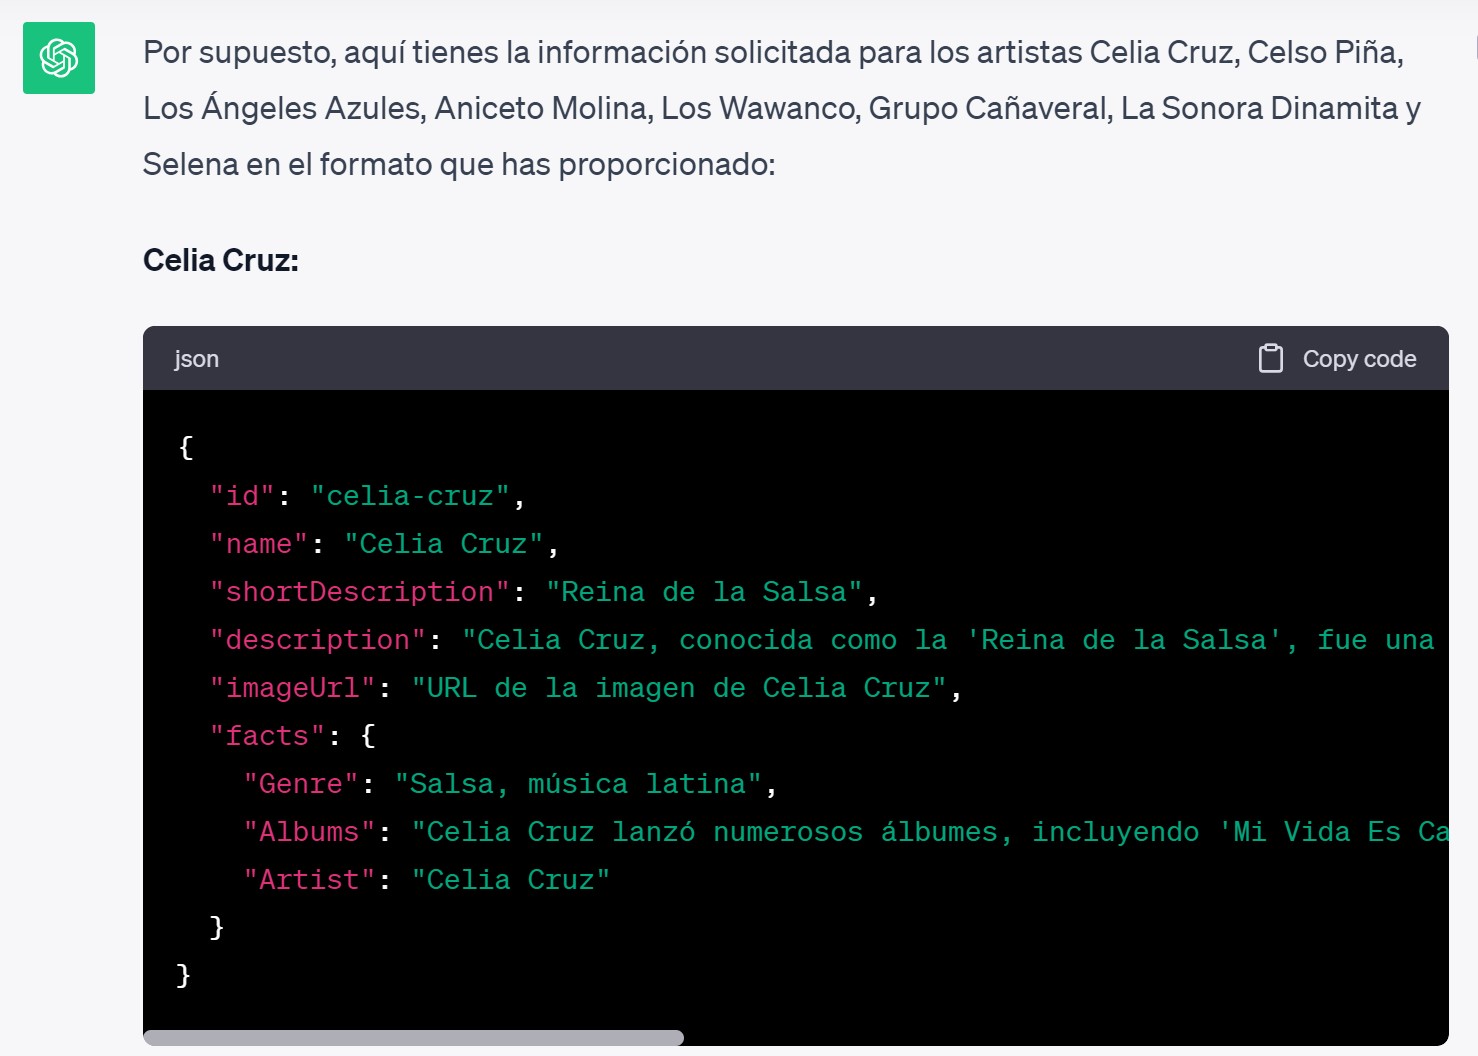 Por supuesto, aquí tienes la información solicitada para los artistas Celia Cruz, Celso Piña,
Los Ángeles Azules, Aniceto Molina, Los Wawanco, Grupo Cañaveral, La Sonora Dinamita y
Selena en el formato que has proporcionado:
Celia Cruz:
json Copy code
{
  "id": "celia-cruz",
  "name": "Celia Cruz",
  "shortDescription": "Reina de la Salsa",
  "description": "Celia Cruz, conocida como la 'Reina de la Salsa', fue una
  "imageUrl": "URL de la imagen de Celia Cruz",
  "facts": {
    "Genre": "Salsa, música latina",
    "Albums": "Celia Cruz lanzó numerosos álbumes, incluyendo 'Mi Vida Es Ca
    "Artist": "Celia Cruz"
  }
}